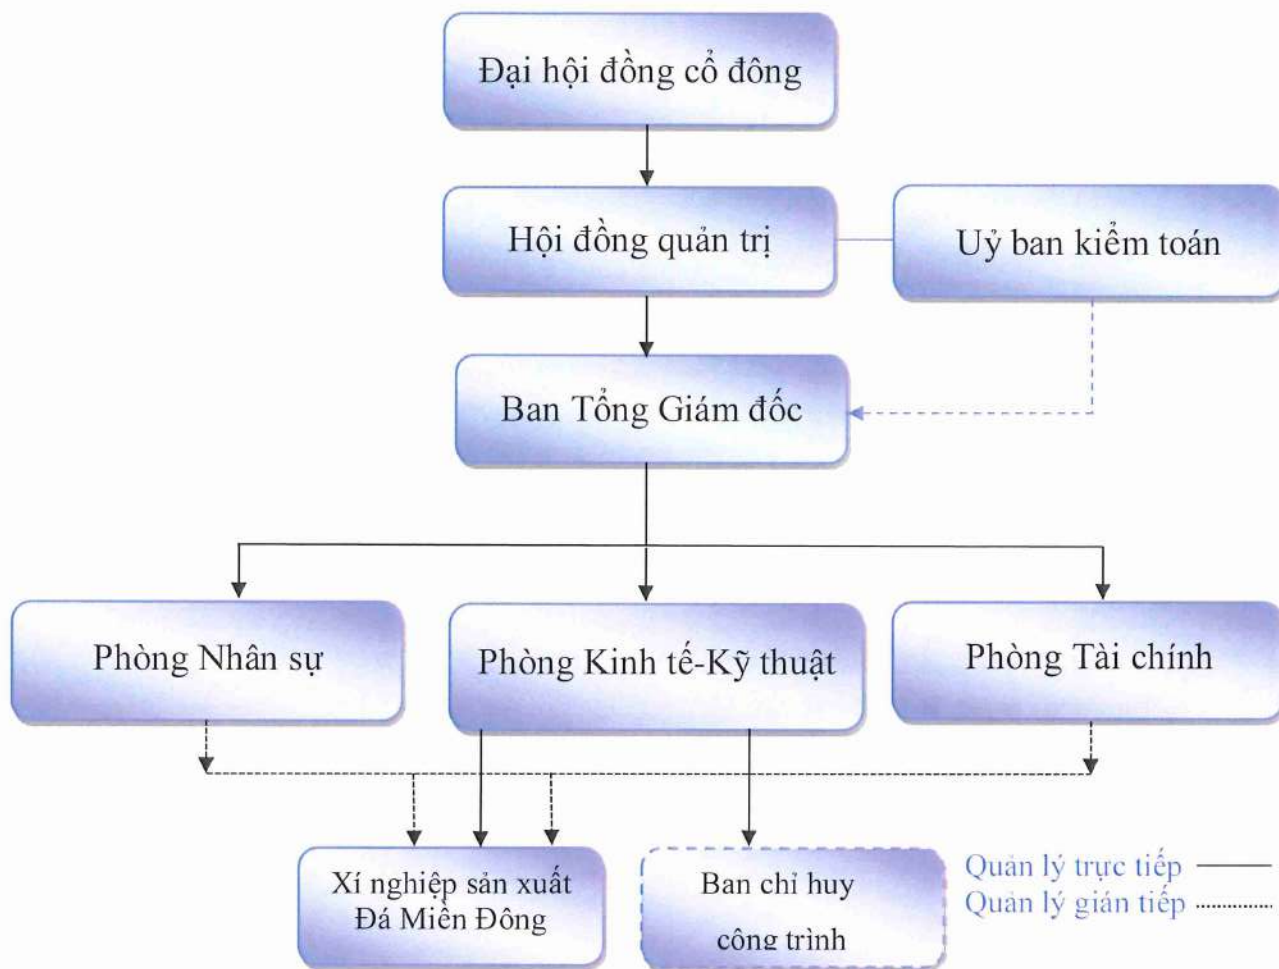 Đại hội đồng cổ đông
Hội đồng quản trị
Uỷ ban kiểm toán
Ban Tổng Giám đốc
Phòng Nhân sự
Phòng Kinh tế-Kỹ thuật
Phòng Tài chính
Xí nghiệp sản xuất
Đá Miền Đông
Ban chỉ huy
công trình
Quản lý trực tiếp
Quản lý gián tiếp